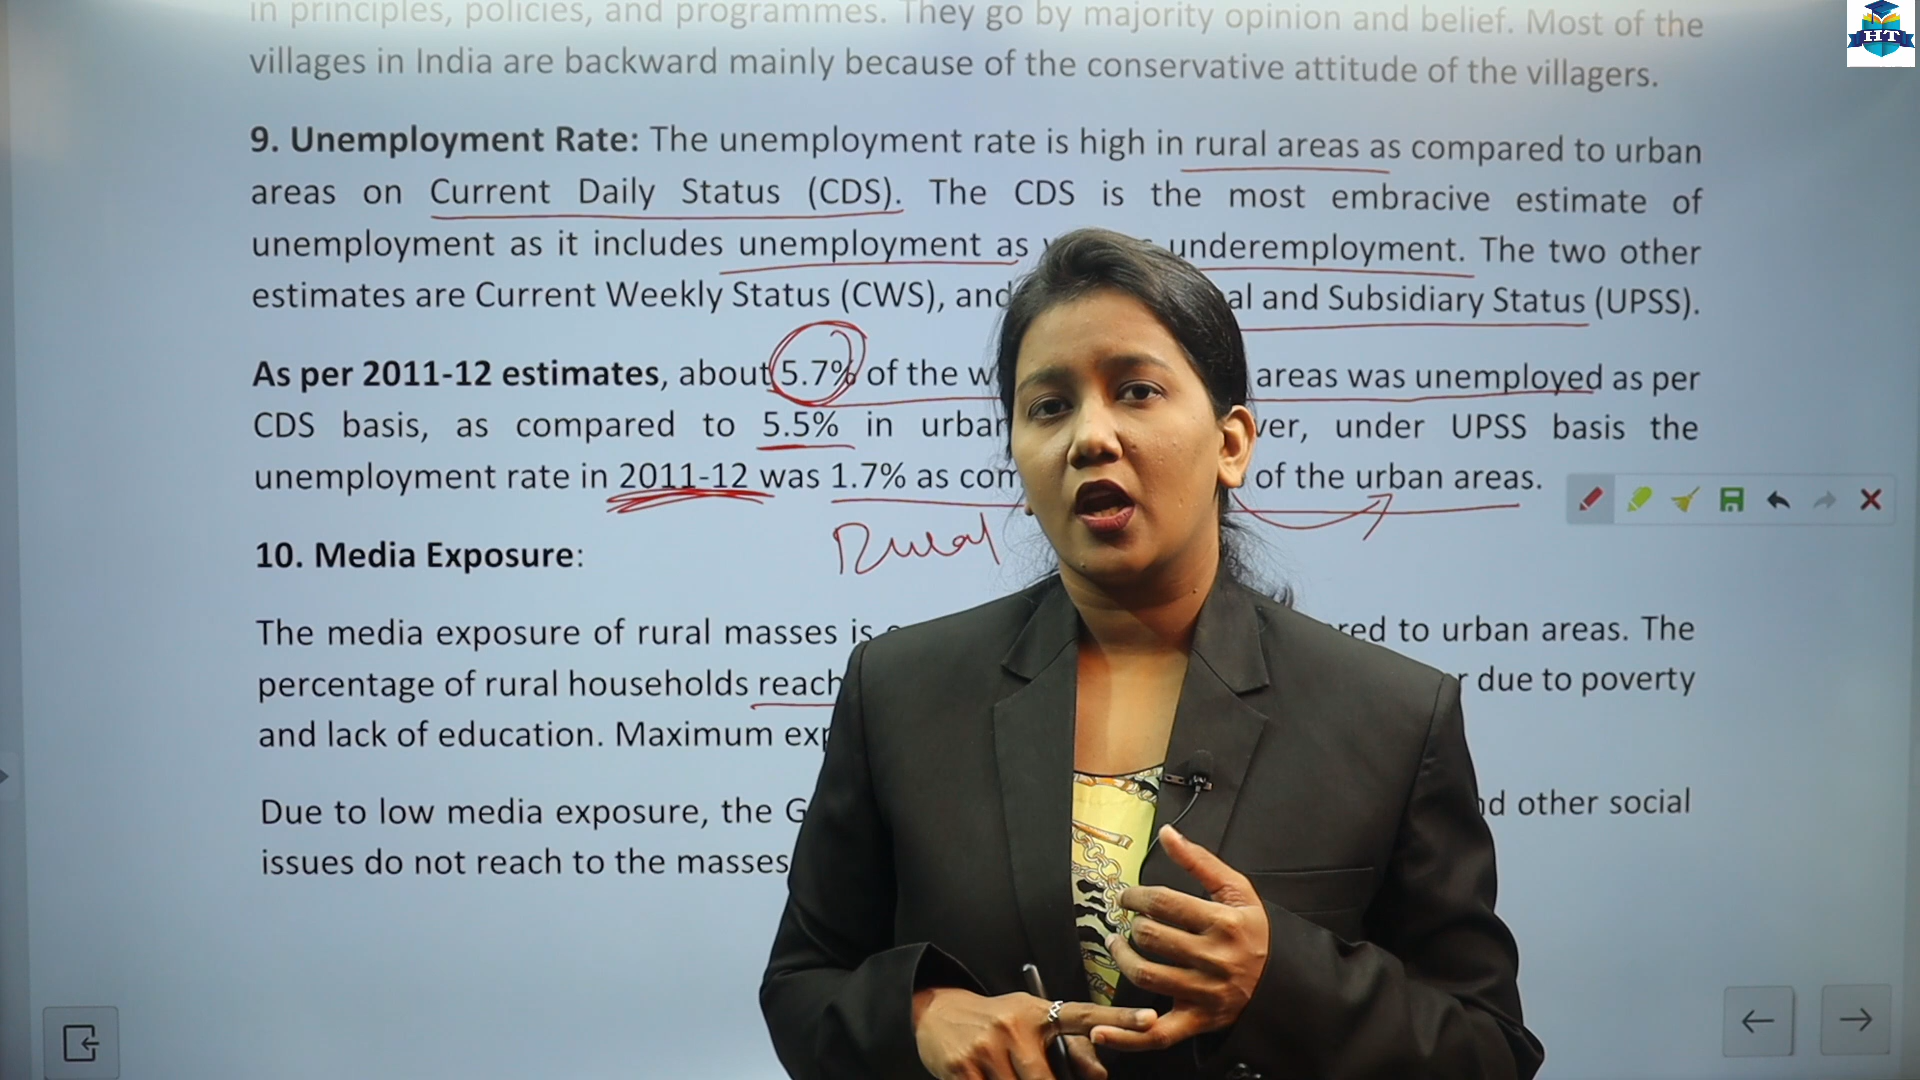 in principles, policies, and programmes. They go by majority opinion and belief. Most of the
villages in India are backward mainly because of the conservative attitude of the villagers.
9. Unemployment Rate: The unemployment rate is high in rural areas as compared to urban
areas on Current Daily Status (CDS). The CDS is the most embracive estimate of
unemployment as it includes unemployment as underemployment. The two other
estimates are Current Weekly Status (CWS), and and Subsidiary Status (UPSS).
As per 2011-12 estimates, about 5.7% of the areas was unemployed as per
CDS basis, as compared to 5.5% in under UPSS basis the
unemployment rate in 2011-12 was 1.7% as of the urban areas.
Rural
10. Media Exposure:
The media exposure of rural masses is to urban areas. The
percentage of rural households reach due to poverty
and lack of education. Maximum
Due to low media exposure, the other social
issues do not reach to the masses
HT